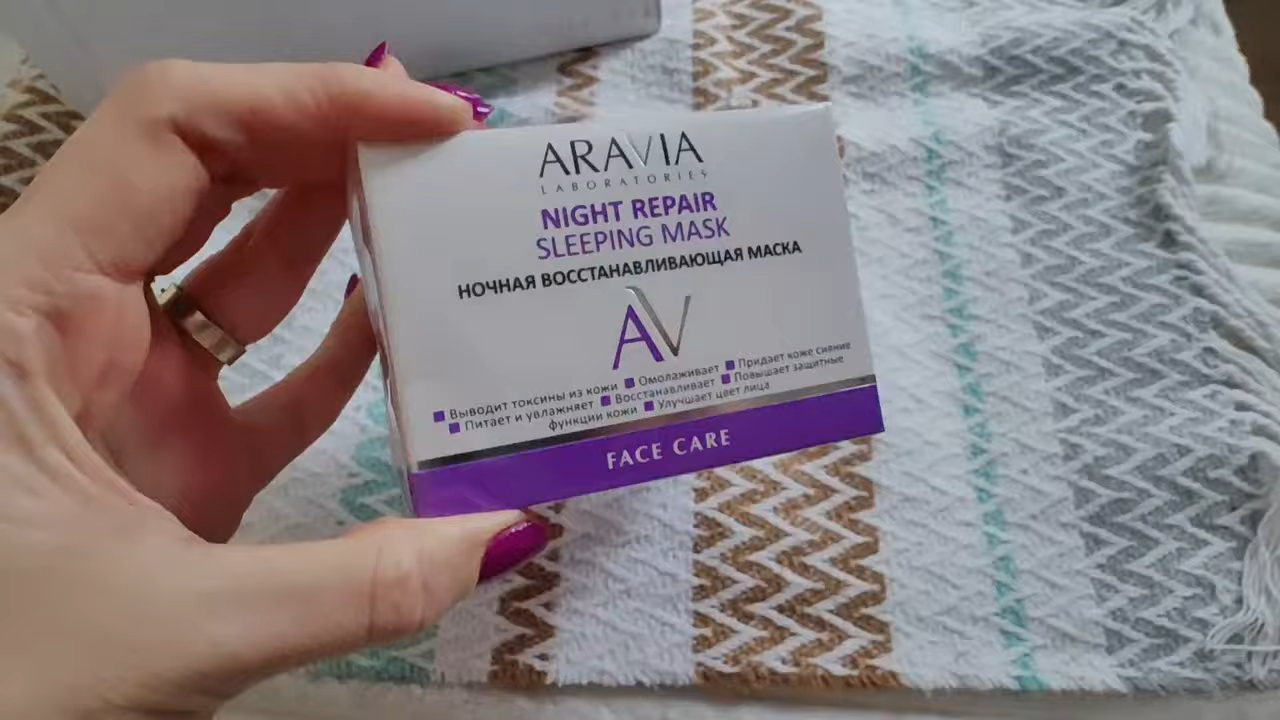 ARAVIA
LABORATORIES
NIGHT REPAIR
SLEEPING MASK
НОЧНАЯ ВОССТАНАВЛИВАЮЩАЯ МАСКА
AV
■ Выводит токсины из кожи ■ Омолаживает ■ Придает коже сияние
■ Питает и увлажняет ■ Восстанавливает ■ Повышает защитные
функции кожи ■ Улучшает цвет лица
FACE CARE